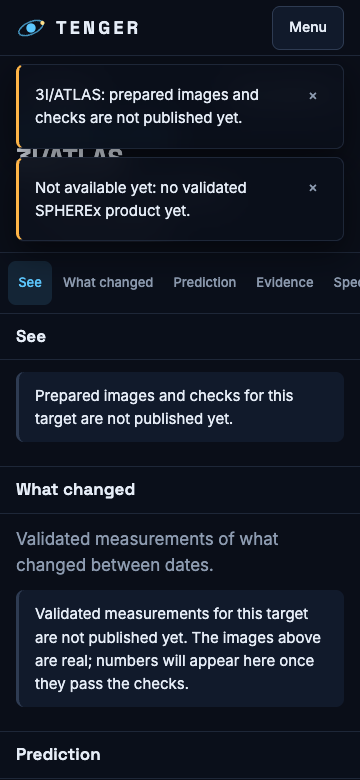 TENGER
Menu
3I/ATLAS: prepared images and
checks are not published yet.
×
3I/ATLAS
Not available yet: no validated
SPHEREx product yet.
×
See
What changed
Prediction
Evidence
See
Prepared images and checks for this
target are not published yet.
What changed
Validated measurements of what
changed between dates.
Validated measurements for this target
are not published yet. The images above
are real; numbers will appear here once
they pass the checks.
Prediction